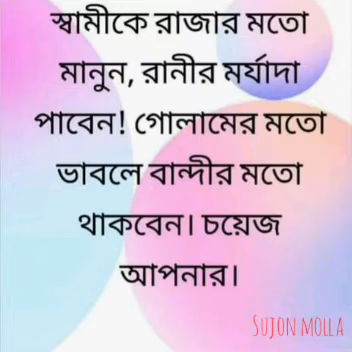 স্বামীকে রাজার মতো
মানুন, রানীর মর্যাদা
পাবেন! গোলামের মতো
ভাবলে বান্দীর মতো
থাকবেন। চয়েজ
আপনার।
SUJON MOLLA